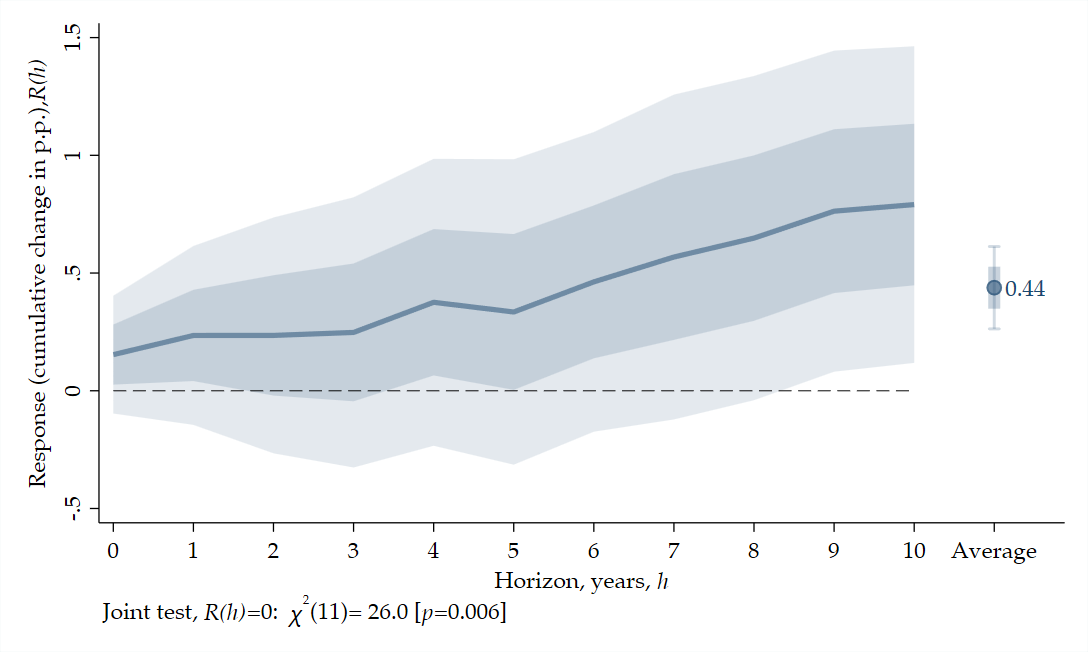 Response (cumulative change in p.p.),R(h)
1.5
1
.5
0
-.5
0.44
0 1 2 3 4 5 6 7 8 9 10 Average
Horizon, years, h
Joint test, R(h)=0: χ²(11)= 26.0 [p=0.006]